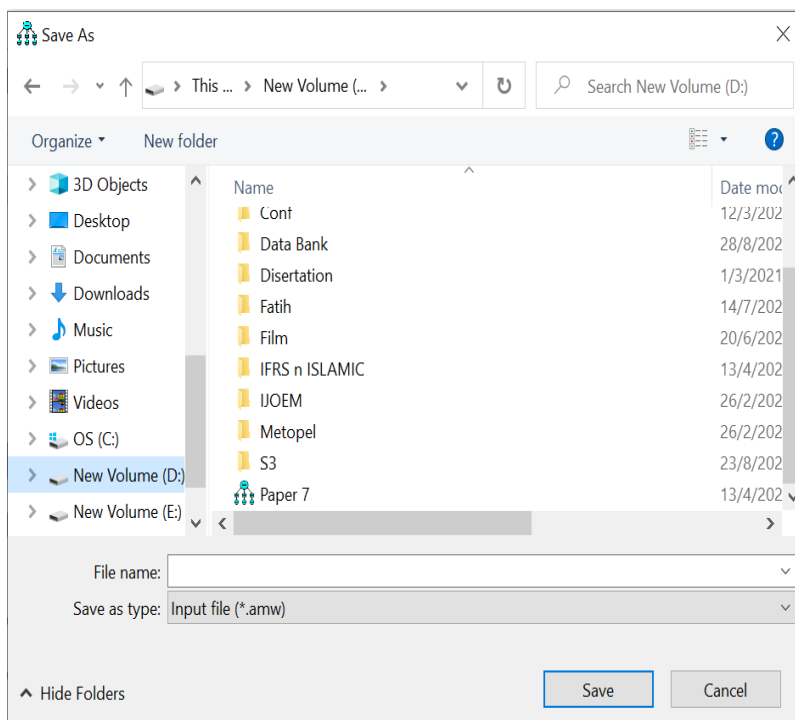 Save As
This ... New Volume (... Search New Volume (D:)
Organize New folder ?
3D Objects
Desktop
Documents
Downloads
Music
Pictures
Videos
OS (C:)
New Volume (D:)
New Volume (E:)
Name Date mod
Conf 12/3/202
Data Bank 28/8/202
Disertation 1/3/2021
Fatih 14/7/202
Film 20/6/202
IFRS n ISLAMIC 13/4/202
IJOEM 26/2/202
Metopel 26/2/202
S3 23/8/202
Paper 7 13/4/202
File name:
Save as type: Input file (*.amw)
Hide Folders Save Cancel